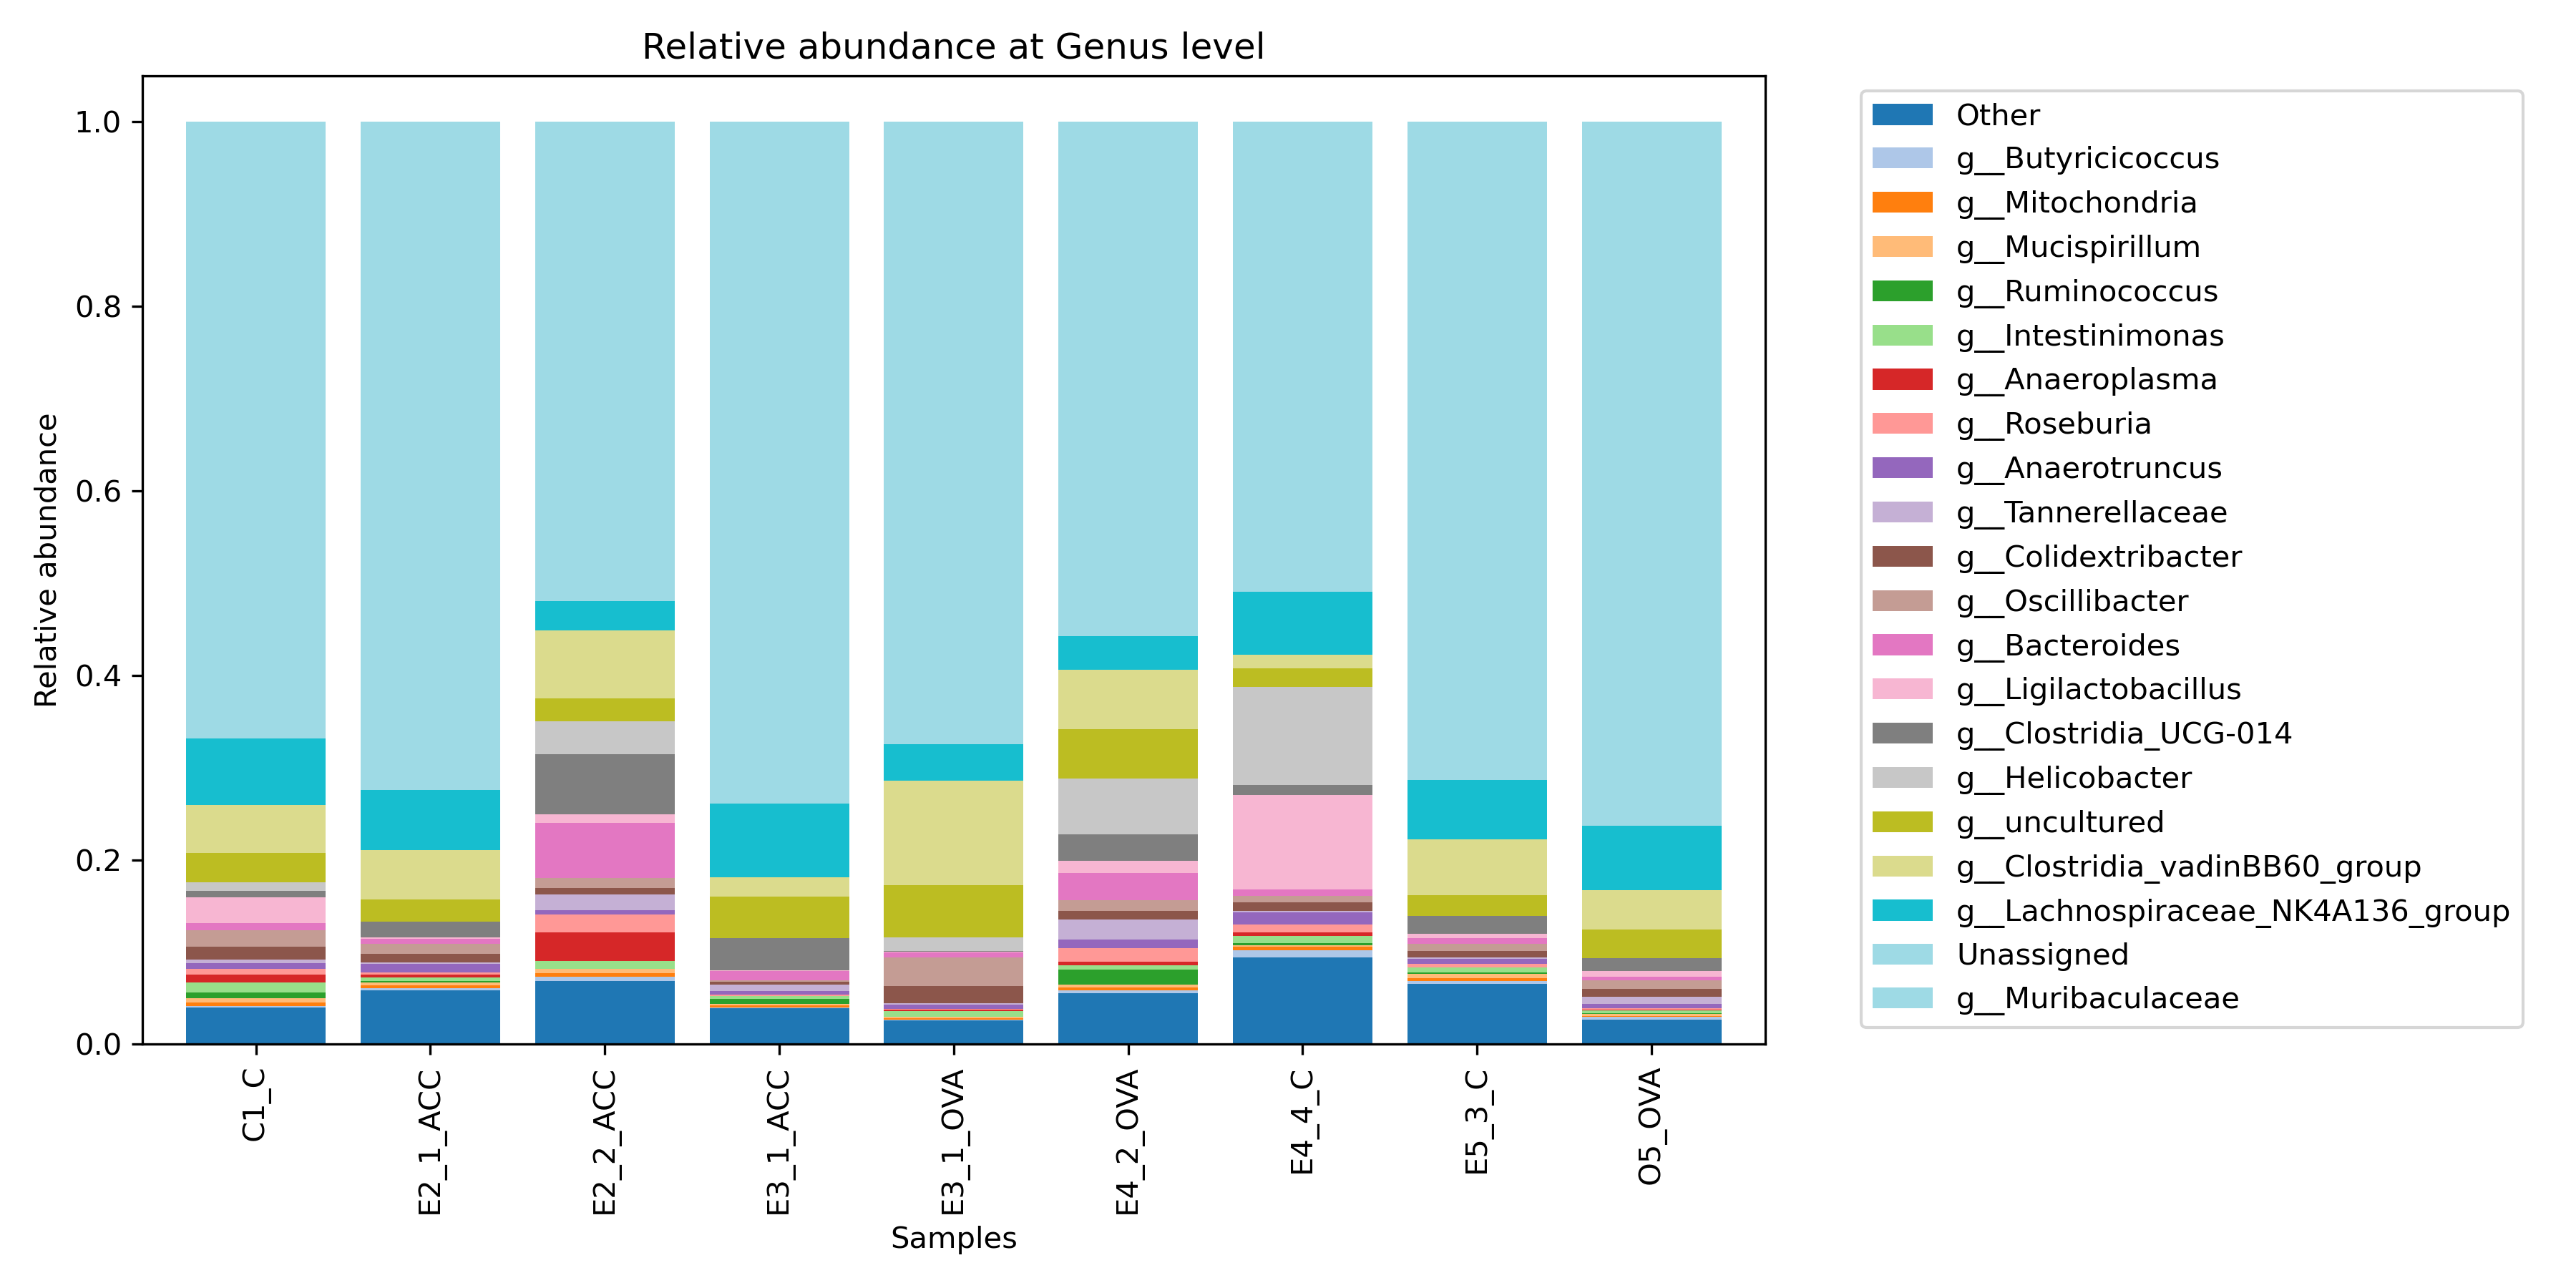 Relative abundance at Genus level
1.0
0.8
0.6
0.4
0.2
0.0
Relative abundance
C1_C
E2_1_ACC
E2_2_ACC
E3_1_ACC
E3_1_OVA
E4_2_OVA
E4_4_C
E5_3_C
O5_OVA
Samples
Other
g__Butyricicoccus
g__Mitochondria
g__Mucispirillum
g__Ruminococcus
g__Intestinimonas
g__Anaeroplasma
g__Roseburia
g__Anaerotruncus
g__Tannerellaceae
g__Colidextribacter
g__Oscillibacter
g__Bacteroides
g__Ligilactobacillus
g__Clostridia_UCG-014
g__Helicobacter
g__uncultured
g__Clostridia_vadinBB60_group
g__Lachnospiraceae_NK4A136_group
Unassigned
g__Muribaculaceae